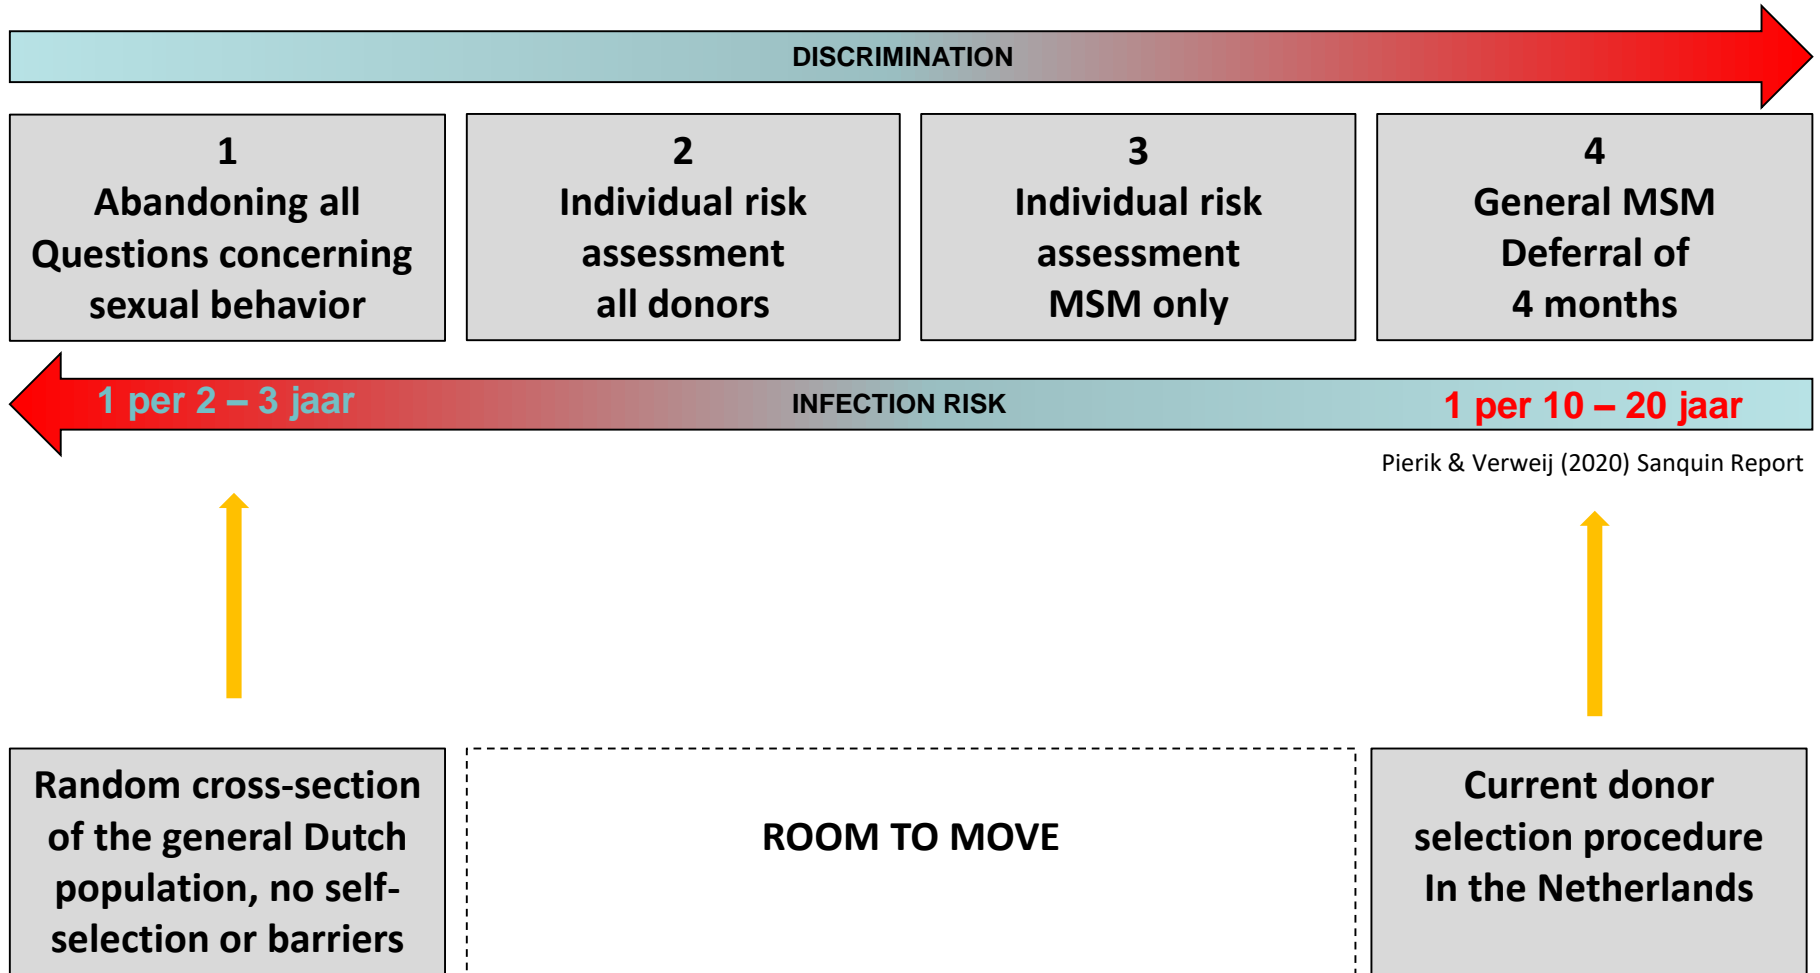 DISCRIMINATION
1
Abandoning all
Questions concerning
sexual behavior
2
Individual risk
assessment
all donors
3
Individual risk
assessment
MSM only
4
General MSM
Deferral of
4 months
1 per 2 – 3 jaar
INFECTION RISK
1 per 10 – 20 jaar
Pierik & Verweij (2020) Sanquin Report
Random cross-section
of the general Dutch
population, no self-
selection or barriers
ROOM TO MOVE
Current donor
selection procedure
In the Netherlands